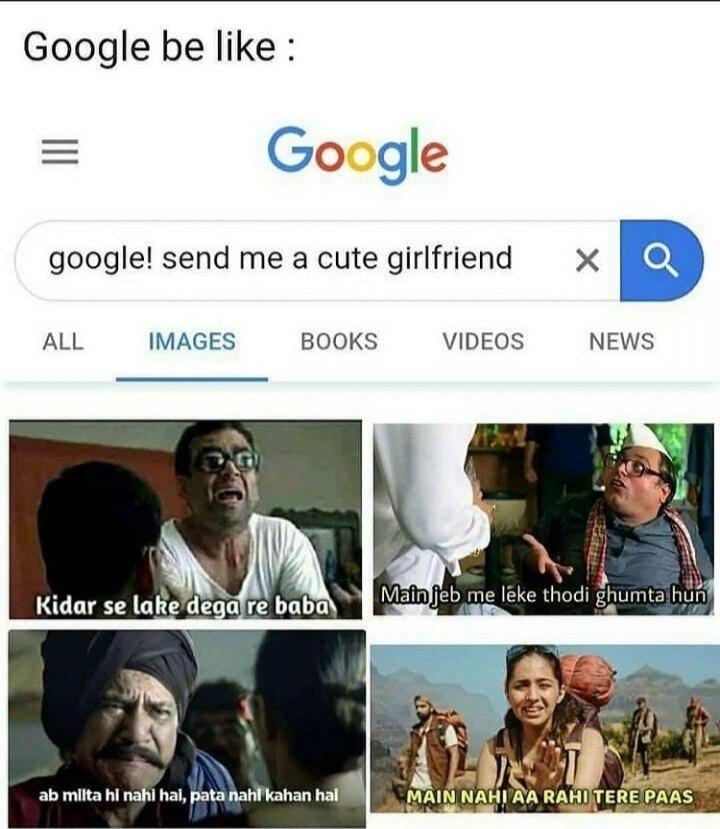 Google be like :
Google
google! send me a cute girlfriend
ALL IMAGES BOOKS VIDEOS NEWS
Kidar se lake dega re baba
Main jeb me leke thodi ghumta hun
ab milta hi nahi hai, pata nahi kahan hai
MAIN NAHI AA RAHI TERE PAAS